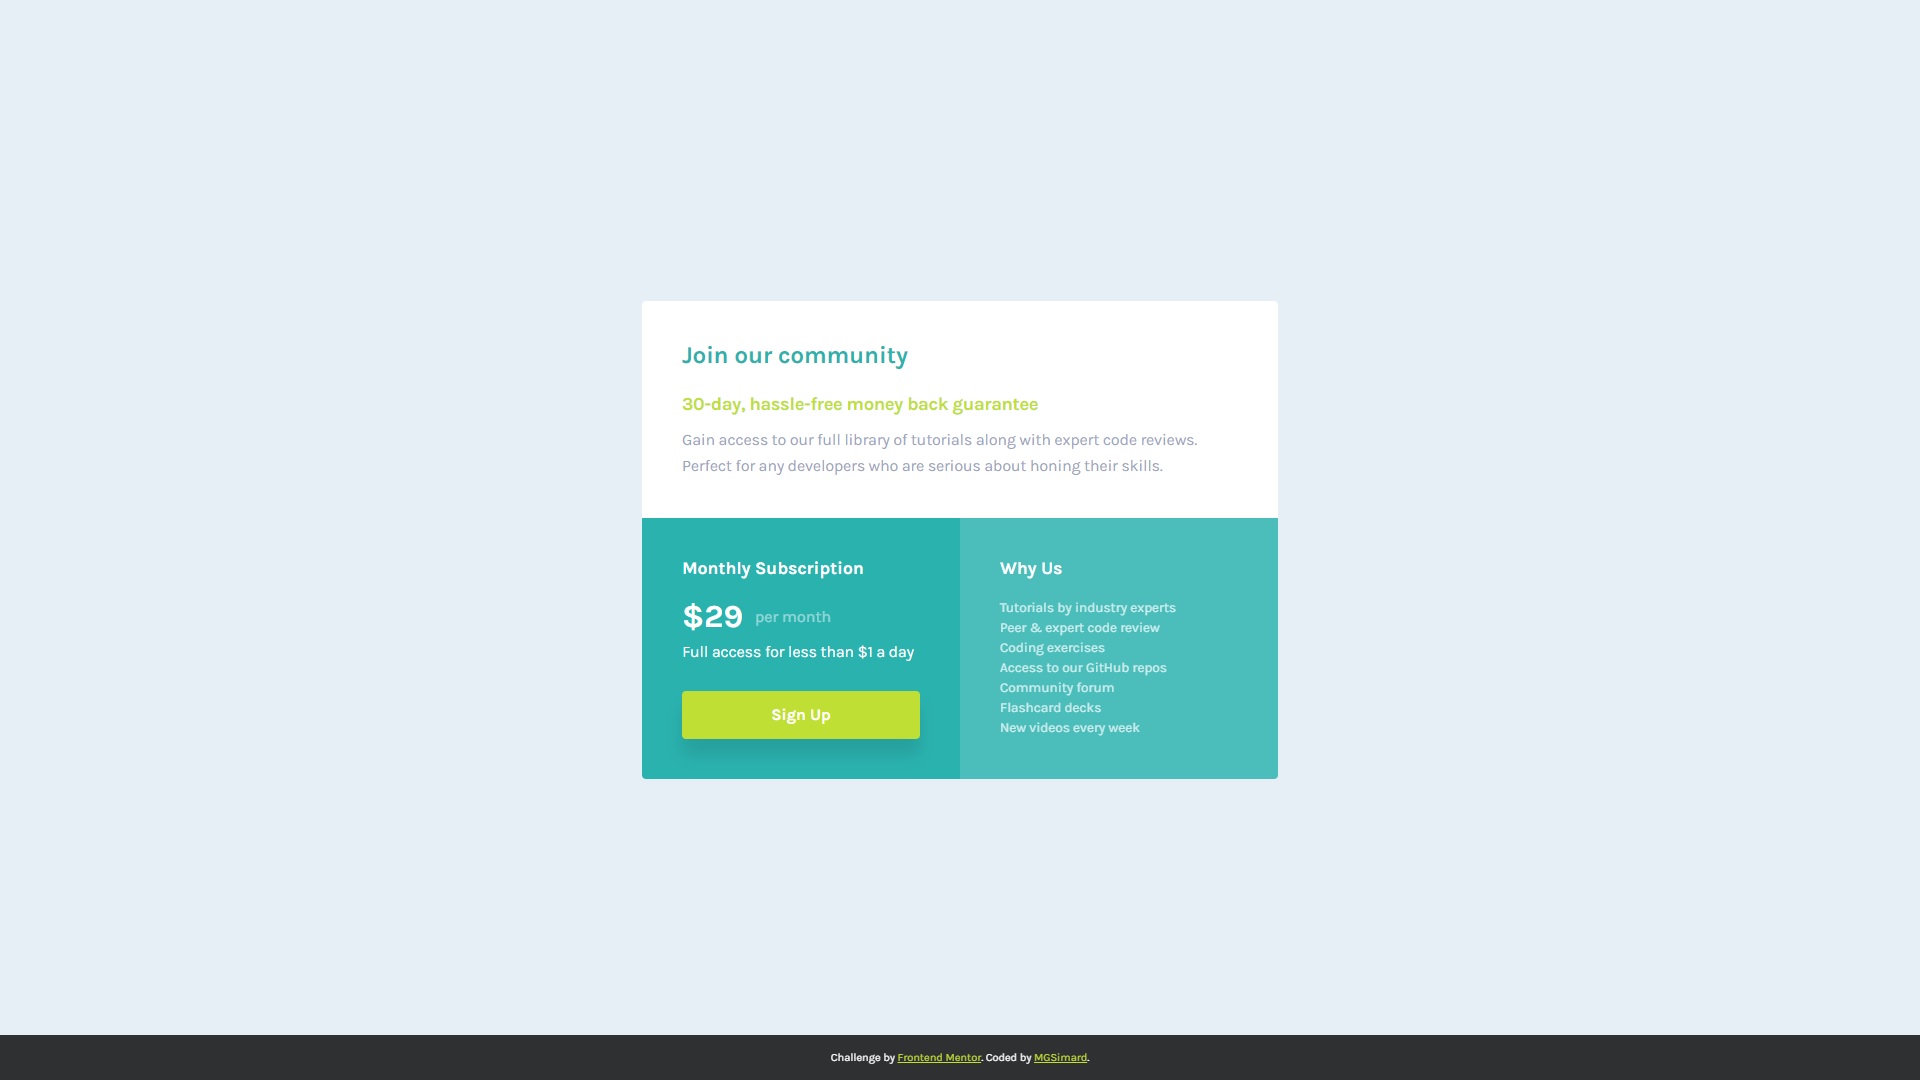 Join our community
30-day, hassle-free money back guarantee
Gain access to our full library of tutorials along with expert code reviews.
Perfect for any developers who are serious about honing their skills.
Monthly Subscription
$29 per month
Full access for less than $1 a day
Sign Up
Why Us
Tutorials by industry experts
Peer & expert code review
Coding exercises
Access to our GitHub repos
Community forum
Flashcard decks
New videos every week
Challenge by Frontend Mentor. Coded by MGSimard.